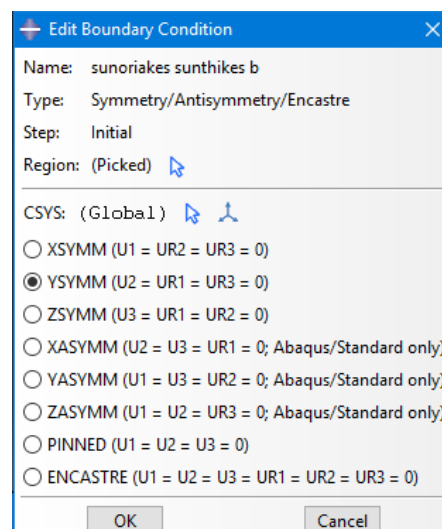 Edit Boundary Condition
Name: sunoriakes sunthikes b
Type: Symmetry/Antisymmetry/Encastre
Step: Initial
Region: (Picked)
CSYS: (Global)
XSYMM (U1 = UR2 = UR3 = 0)
YSYMM (U2 = UR1 = UR3 = 0)
ZSYMM (U3 = UR1 = UR2 = 0)
XASYMM (U2 = U3 = UR1 = 0; Abaqus/Standard only)
YASYMM (U1 = U3 = UR2 = 0; Abaqus/Standard only)
ZASYMM (U1 = U2 = UR3 = 0; Abaqus/Standard only)
PINNED (U1 = U2 = U3 = 0)
ENCASTRE (U1 = U2 = U3 = UR1 = UR2 = UR3 = 0)
OK Cancel